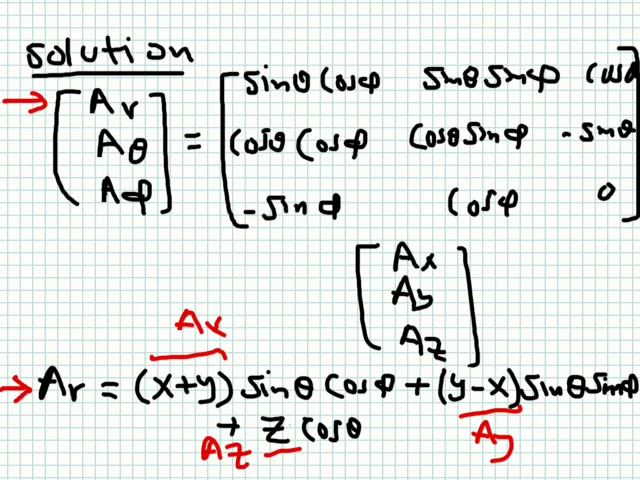 solution
[Ar Aθ Aφ] = [sinθ cosφ sinθ sinφ cosθ
cosθ cosφ cosθ sinφ - sinθ
- sinφ cosφ 0]
[Ax
Ay
Az]
Ax
Ar = (x+y) sinθ cosφ + (y-x) sinθ sinφ
+ z cosθ
Az Ay